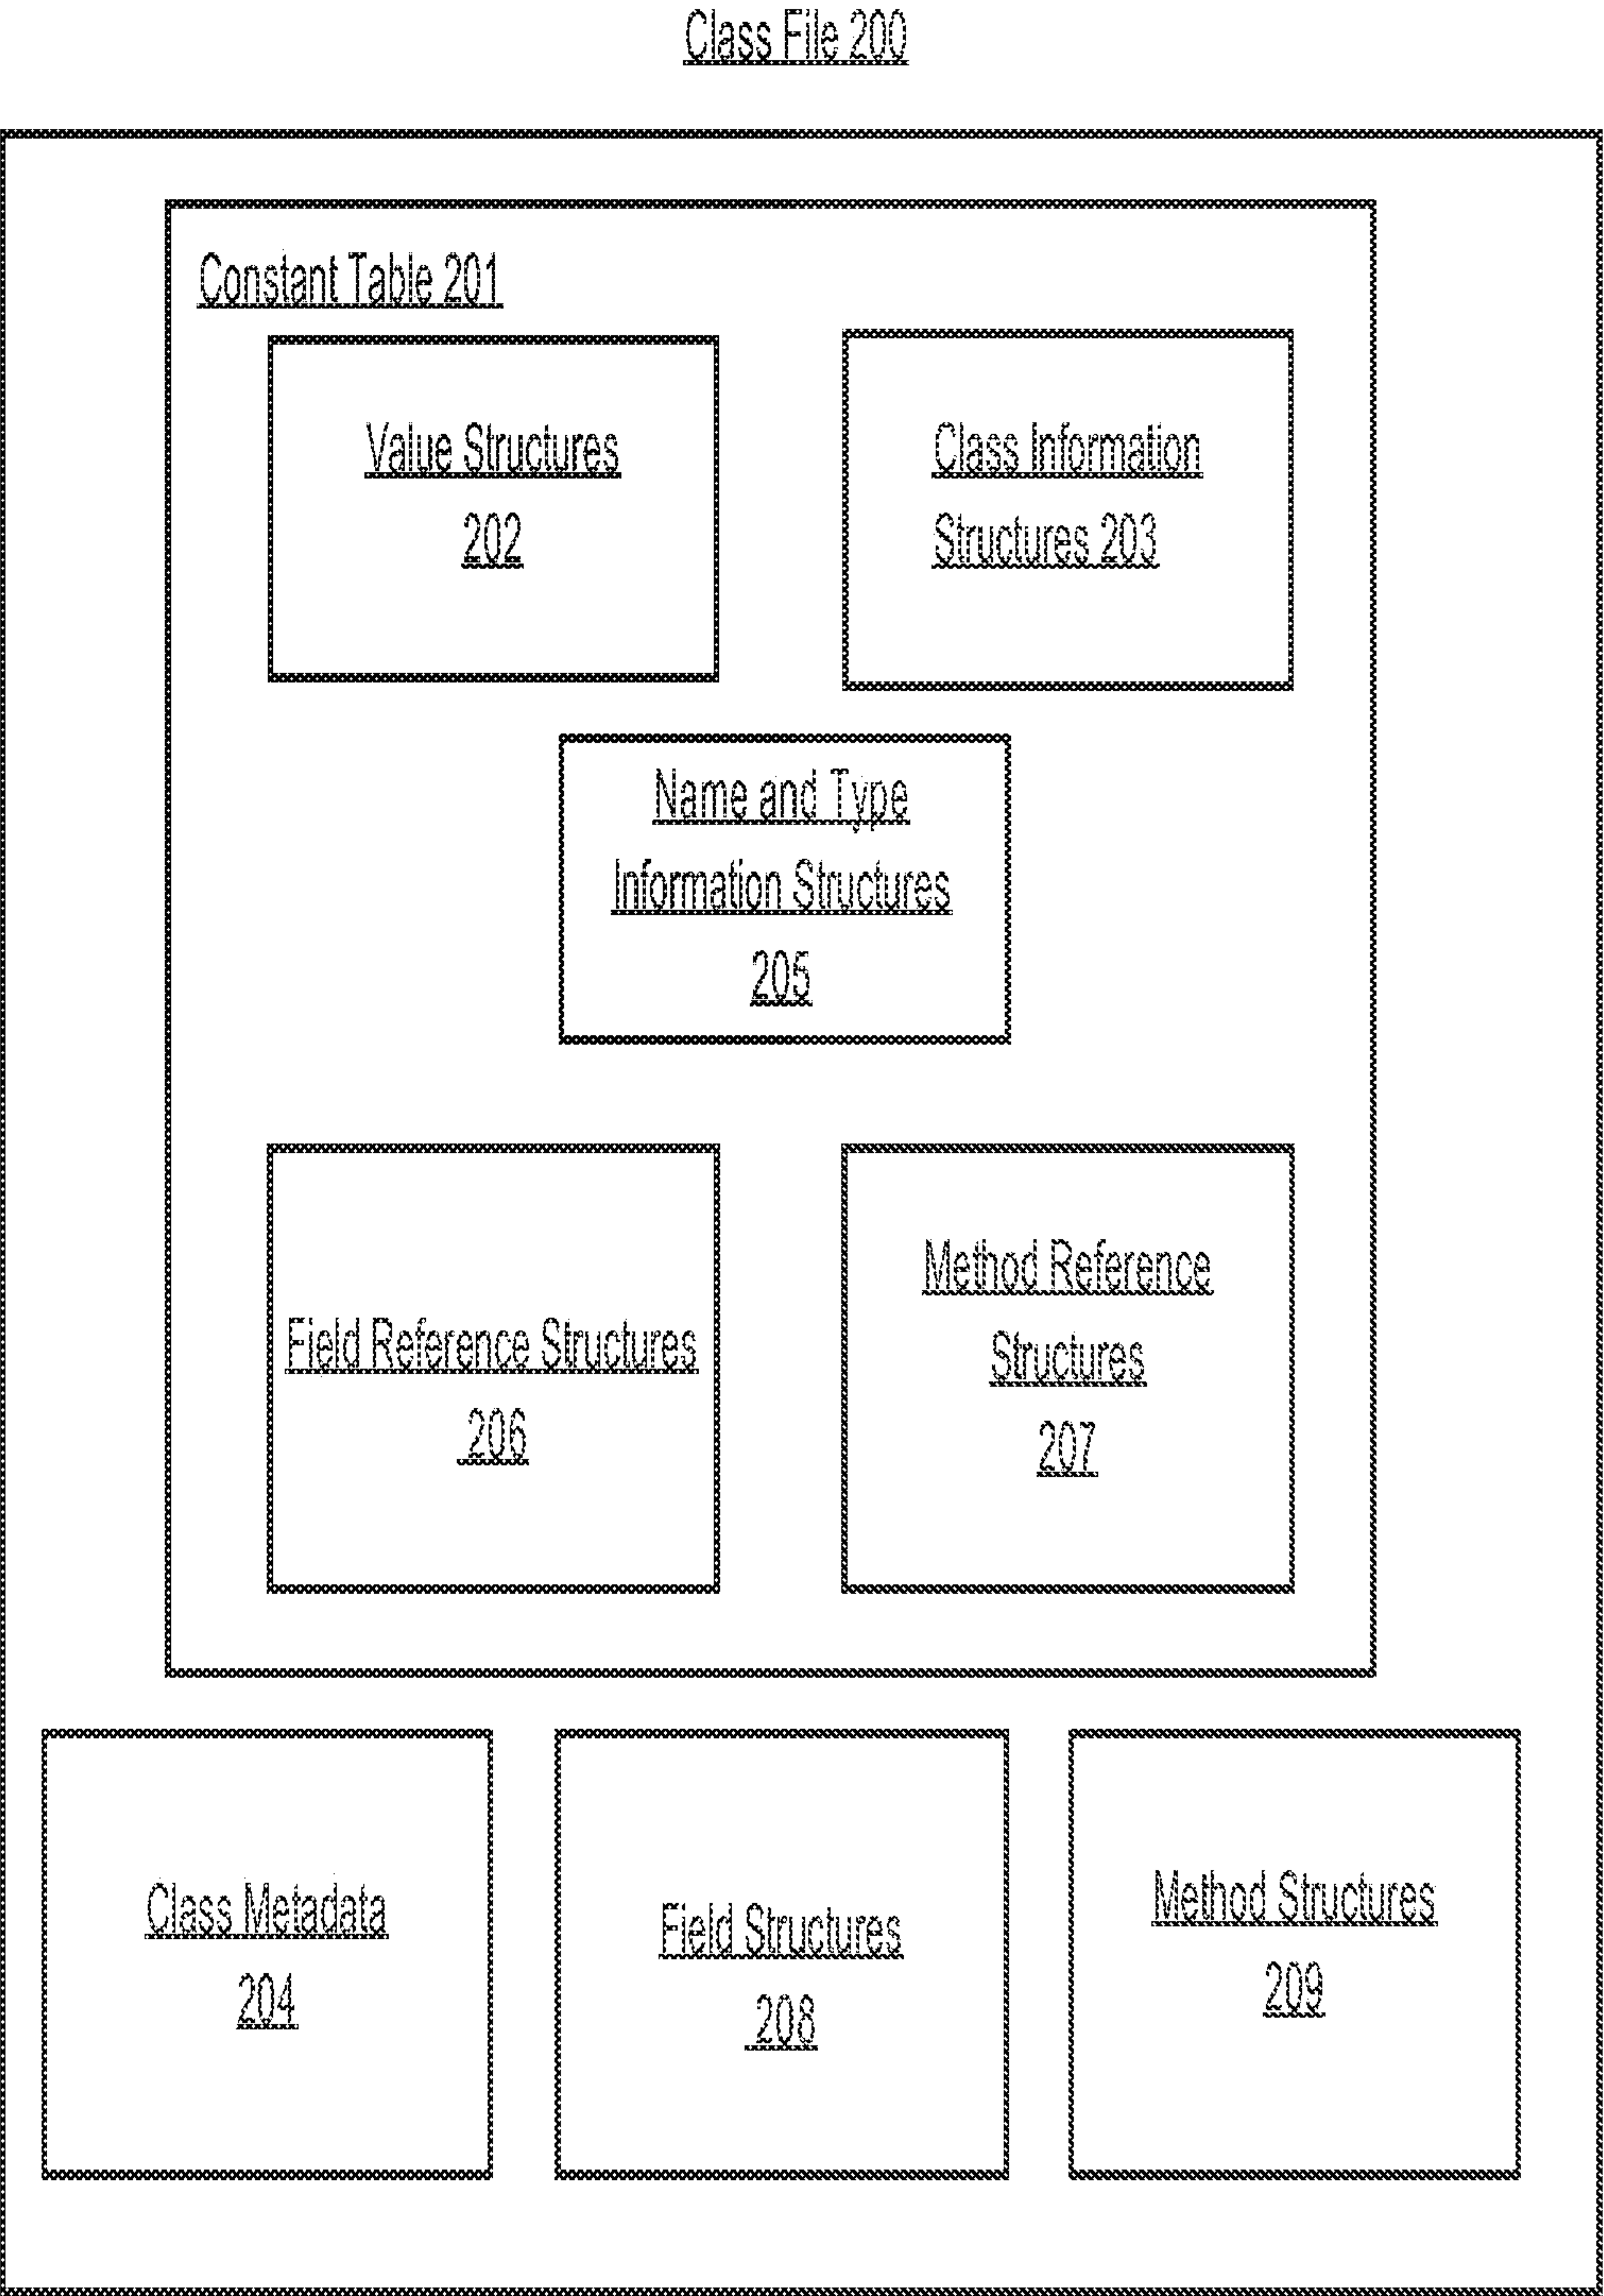 Class File 200
Constant Table 201
Value Structures
202
Class Information
Structures 203
Name and Type
Information Structures
205
Field Reference Structures
206
Method Reference
Structures
207
Class Metadata
204
Field Structures
208
Method Structures
209